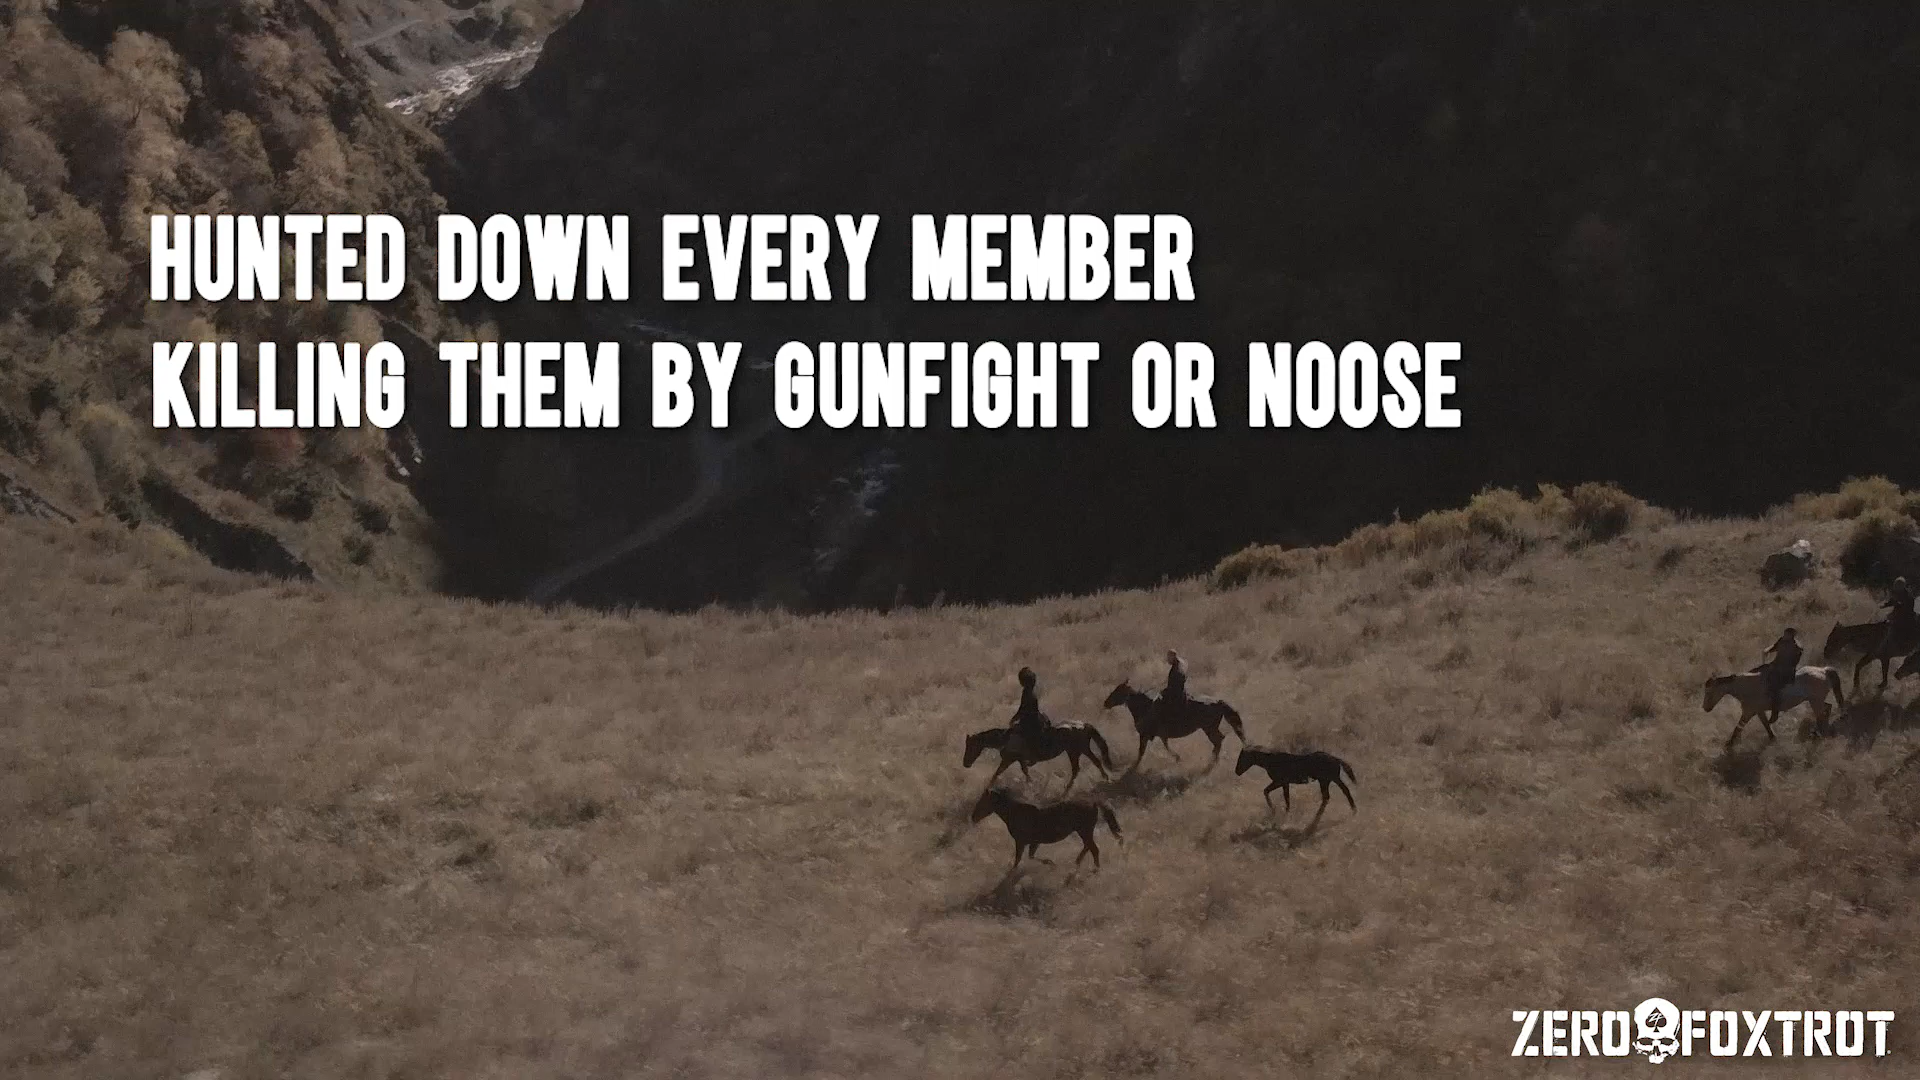 HUNTED DOWN EVERY MEMBER
KILLING THEM BY GUNFIGHT OR NOOSE
ZERO FOXTROT